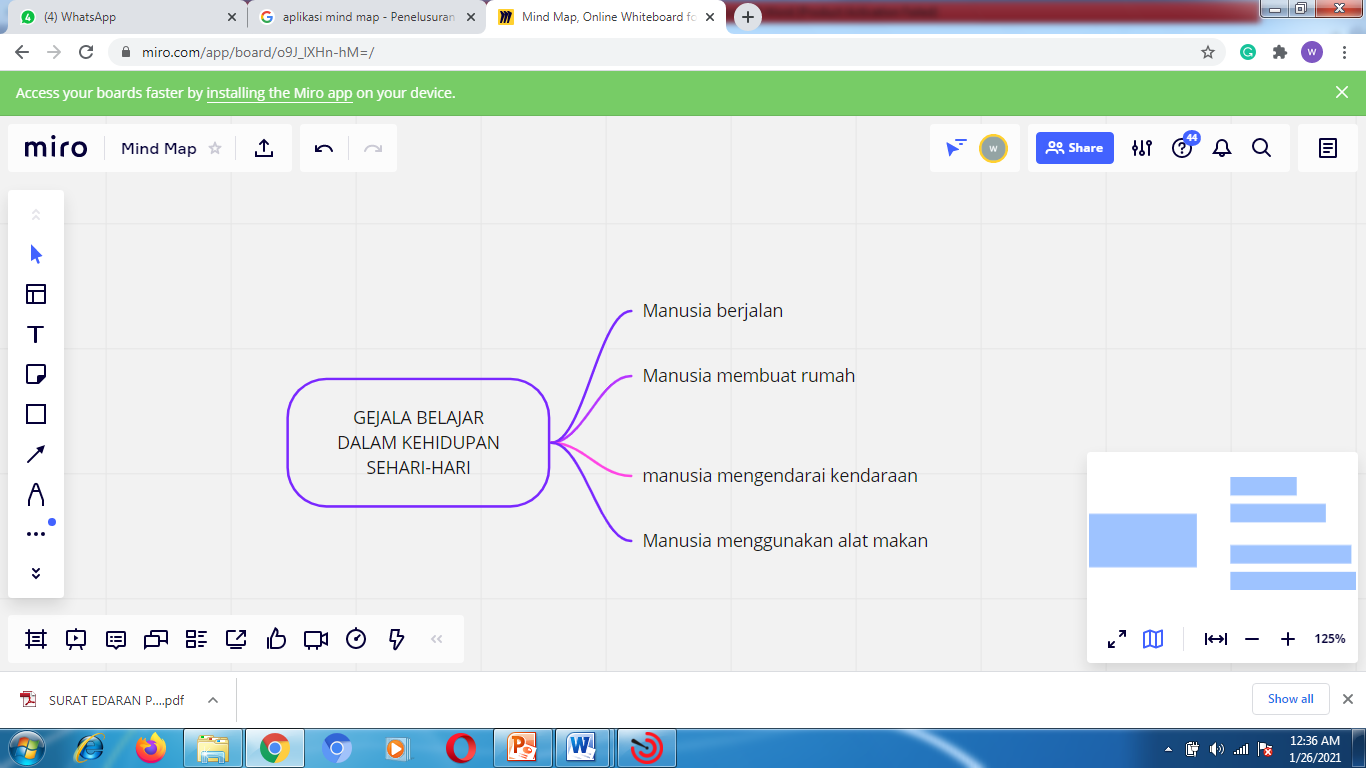 (4) WhatsApp
aplikasi mind map - Penelusuran
Mind Map, Online Whiteboard fo
miro.com/app/board/o9J_lXHn-hM=/
G
W
Access your boards faster by installing the Miro app on your device.
miro
Mind Map
W
Share
44
T
Manusia berjalan
Manusia membuat rumah
GEJALA BELAJAR
DALAM KEHIDUPAN
SEHARI-HARI
manusia mengendarai kendaraan
Manusia menggunakan alat makan
125%
SURAT EDARAN P....pdf
Show all
12:36 AM
1/26/2021